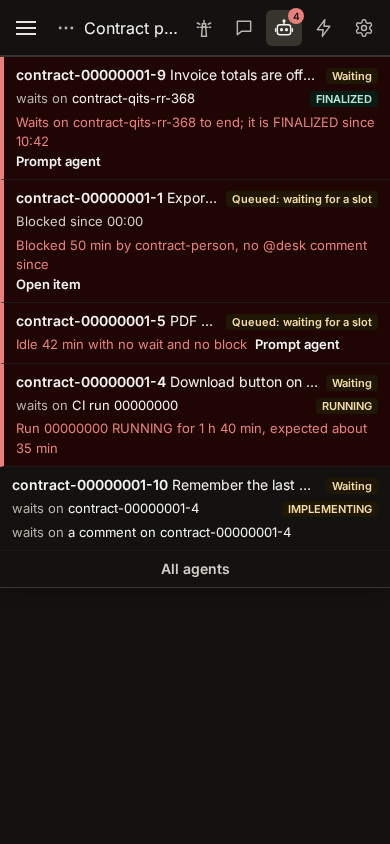 Contract p...
4
contract-00000001-9 Invoice totals are off... Waiting
waits on contract-qits-rr-368 FINALIZED
Waits on contract-qits-rr-368 to end; it is FINALIZED since
10:42
Prompt agent
contract-00000001-1 Expor... Queued: waiting for a slot
Blocked since 00:00
Blocked 50 min by contract-person, no @desk comment
since
Open item
contract-00000001-5 PDF ... Queued: waiting for a slot
Idle 42 min with no wait and no block Prompt agent
contract-00000001-4 Download button on ... Waiting
waits on CI run 00000000 RUNNING
Run 00000000 RUNNING for 1 h 40 min, expected about
35 min
contract-00000001-10 Remember the last ... Waiting
waits on contract-00000001-4 IMPLEMENTING
waits on a comment on contract-00000001-4
All agents